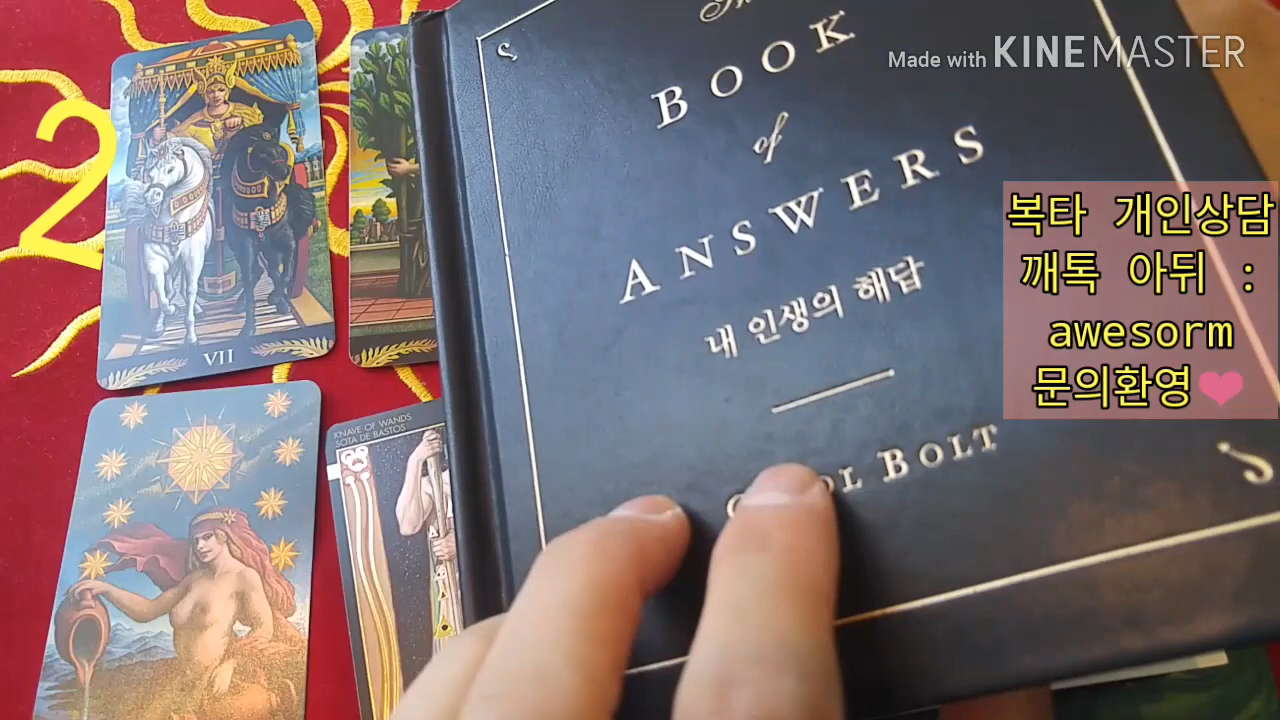 Made with KINEMASTER
2
The
BOOK
of
ANSWERS
내 인생의 해답
BOLT
복타 개인상담
깨톡 아뒤 :
awesorm
문의환영
VII
KNAVE OF WANDS
SOTA DE BASTOS